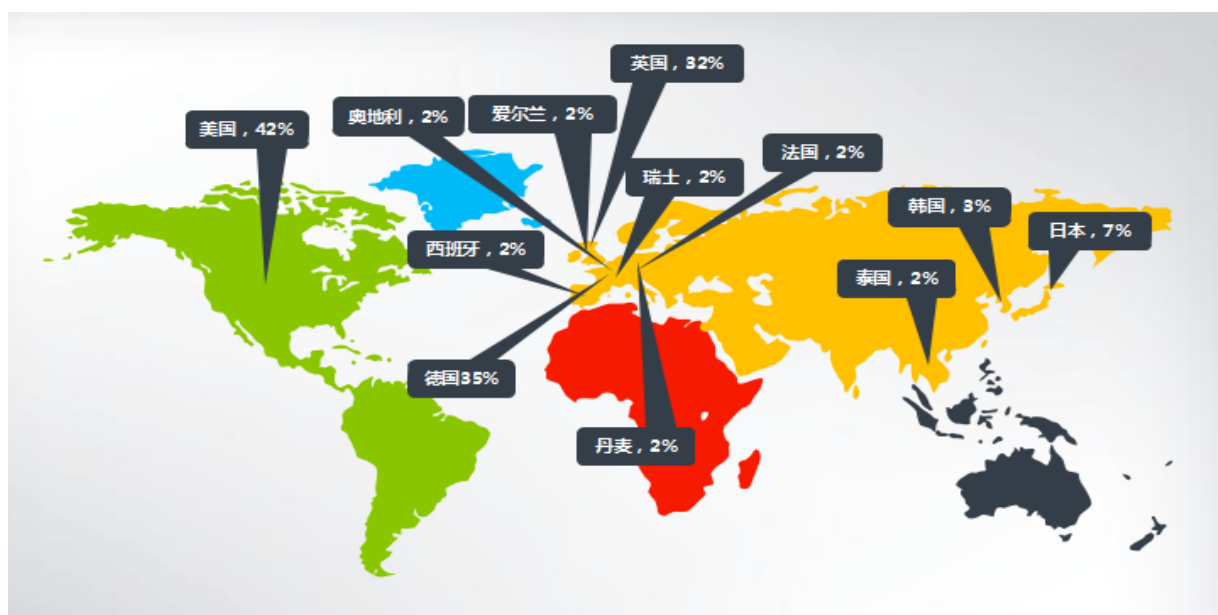 英国，32%
美国，42%
奥地利，2%
爱尔兰，2%
法国，2%
瑞士，2%
韩国，3%
日本，7%
西班牙，2%
泰国，2%
德国35%
丹麦，2%